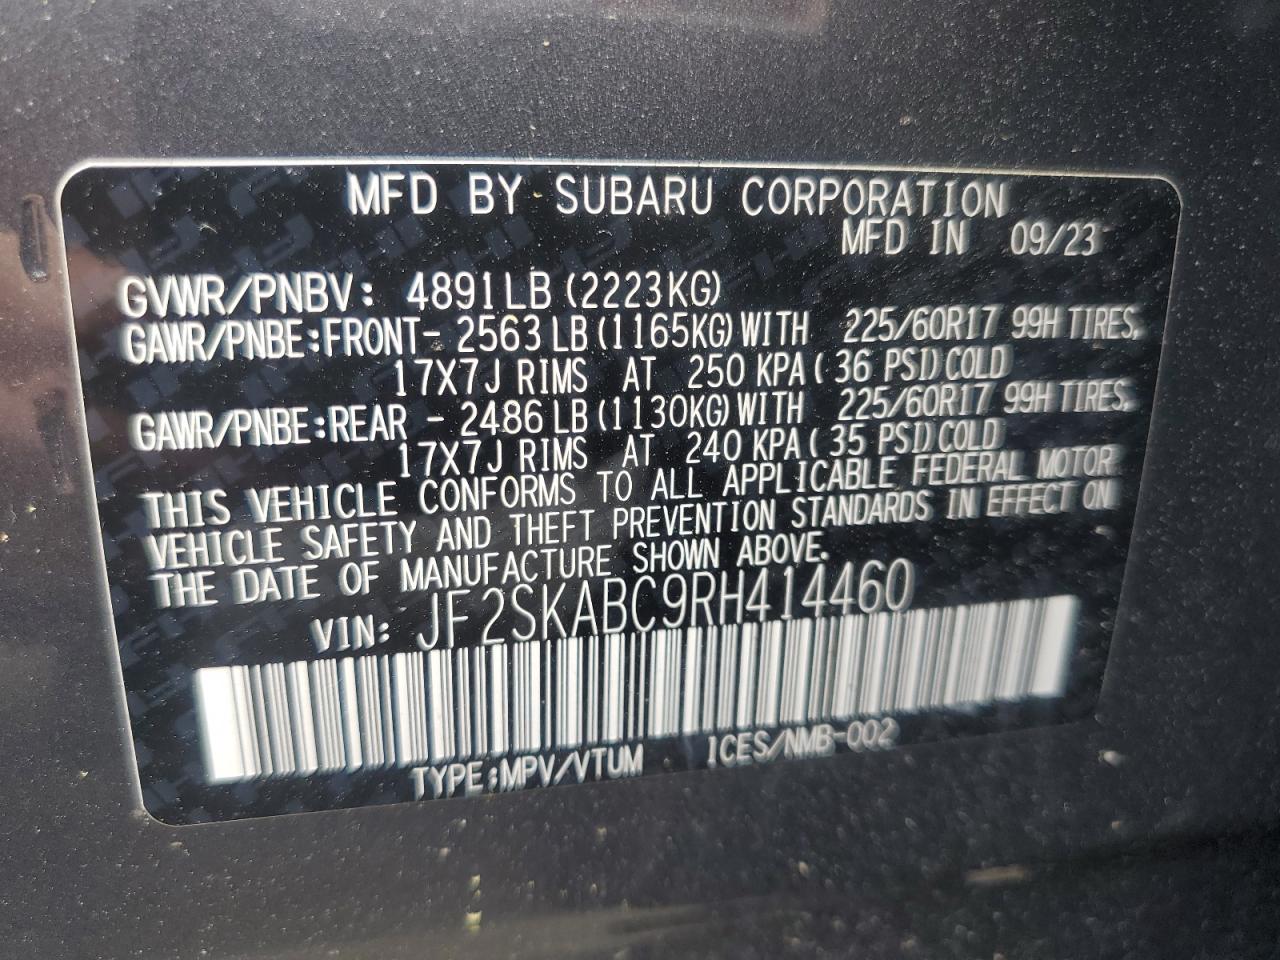 MFD BY SUBARU CORPORATION
MFD IN 09/23
GVWR/PNBV: 4891LB (2223KG)
GAWR/PNBE:FRONT- 2563 LB (1165KG) WITH 225/60R17 99H TIRES,
17X7J RIMS AT 250 KPA ( 36 PSI) COLD
GAWR/PNBE:REAR - 2486 LB (1130KG) WITH 225/60R17 99H TIRES,
17X7J RIMS AT 240 KPA ( 35 PSI) COLD
THIS VEHICLE CONFORMS TO ALL APPLICABLE FEDERAL MOTOR
VEHICLE SAFETY AND THEFT PREVENTION STANDARDS IN EFFECT ON
THE DATE OF MANUFACTURE SHOWN ABOVE.
VIN: JF2SKABC9RH414460
TYPE:MPV/VTUM ICES/NMB-002